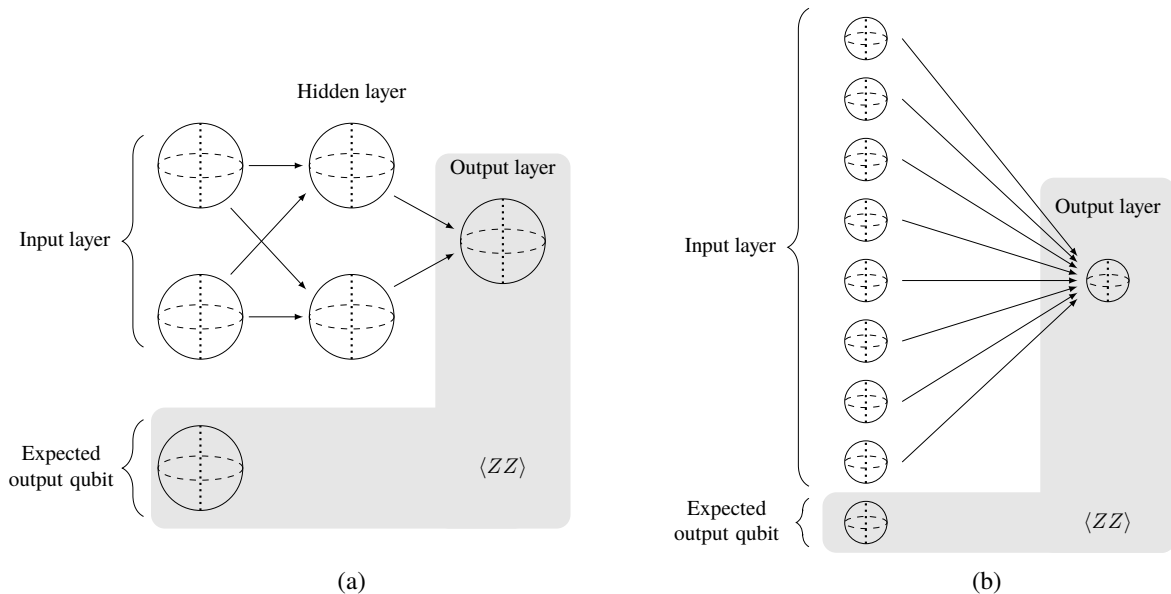 Hidden layer
Output layer
Input layer
Expected
output qubit
⟨ZZ⟩
(a)
Input layer
Output layer
Expected
output qubit
⟨ZZ⟩
(b)